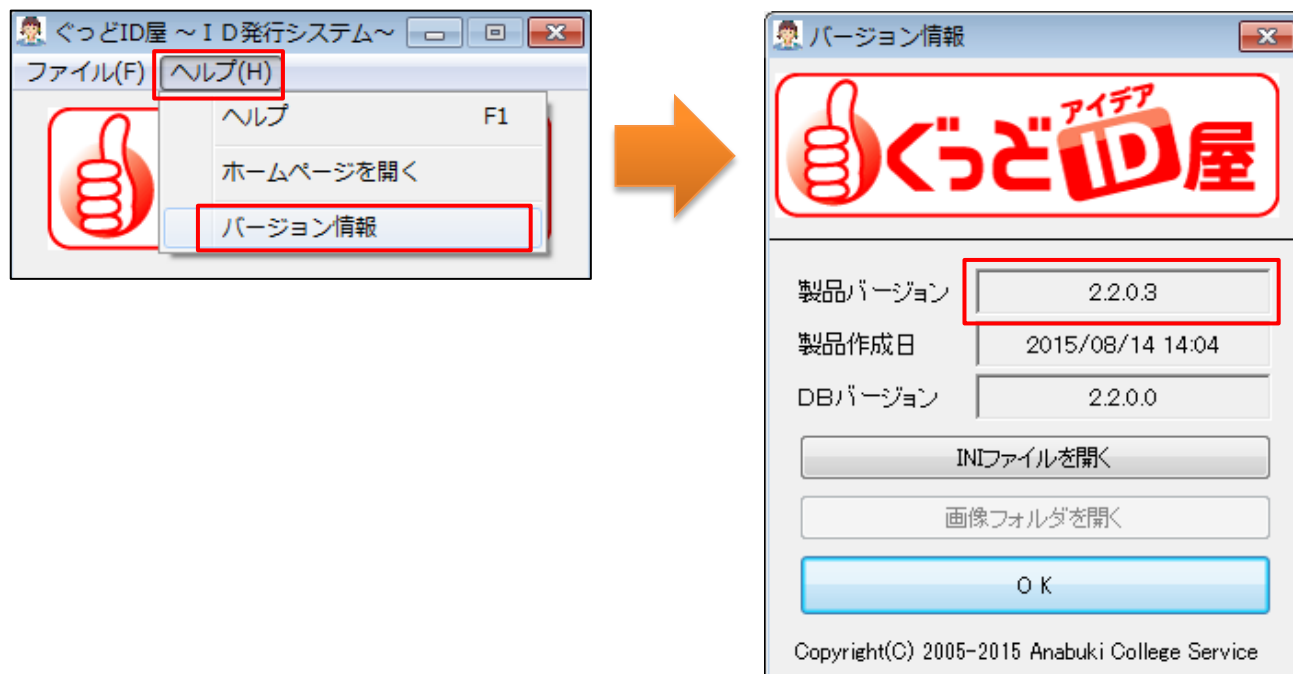 ぐっどID屋 ~ID発行システム~
ファイル(F) ヘルプ(H)
ヘルプ F1
ホームページを開く
バージョン情報
バージョン情報
アイデア
ぐっどID屋
製品バージョン 2.2.0.3
製品作成日 2015/08/14 14:04
DBバージョン 2.2.0.0
INIファイルを開く
画像フォルダを開く
OK
Copyright(C) 2005-2015 Anabuki College Service